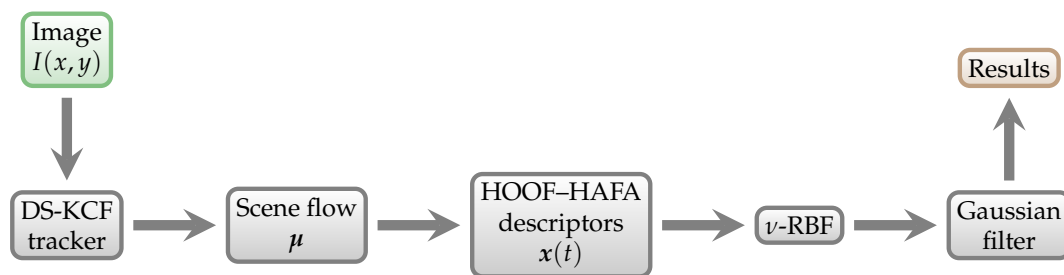 Image
I(x, y)
Results
DS-KCF
tracker
Scene flow
μ
HOOF–HAFA
descriptors
x(t)
ν-RBF
Gaussian
filter